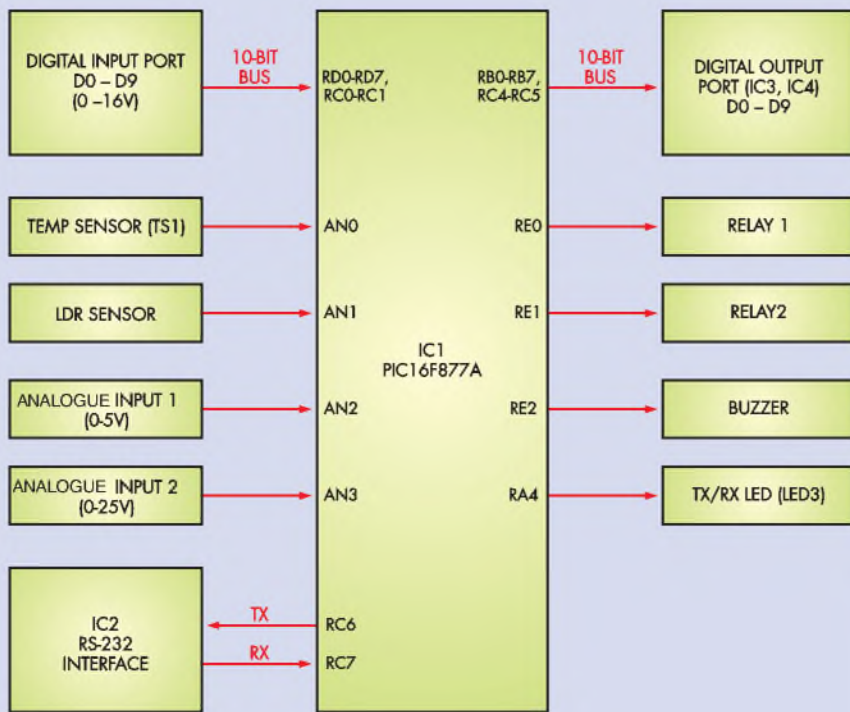 DIGITAL INPUT PORT
D0 – D9
(0 –16V)
10-BIT
BUS
RD0-RD7,
RC0-RC1
RB0-RB7,
RC4-RC5
10-BIT
BUS
DIGITAL OUTPUT
PORT (IC3, IC4)
D0 – D9
TEMP SENSOR (TS1)
AN0
RE0
RELAY 1
LDR SENSOR
AN1
RE1
RELAY2
IC1
PIC16F877A
ANALOGUE INPUT 1
(0-5V)
AN2
RE2
BUZZER
ANALOGUE INPUT 2
(0-25V)
AN3
RA4
TX/RX LED (LED3)
IC2
RS-232
INTERFACE
TX
RC6
RX
RC7